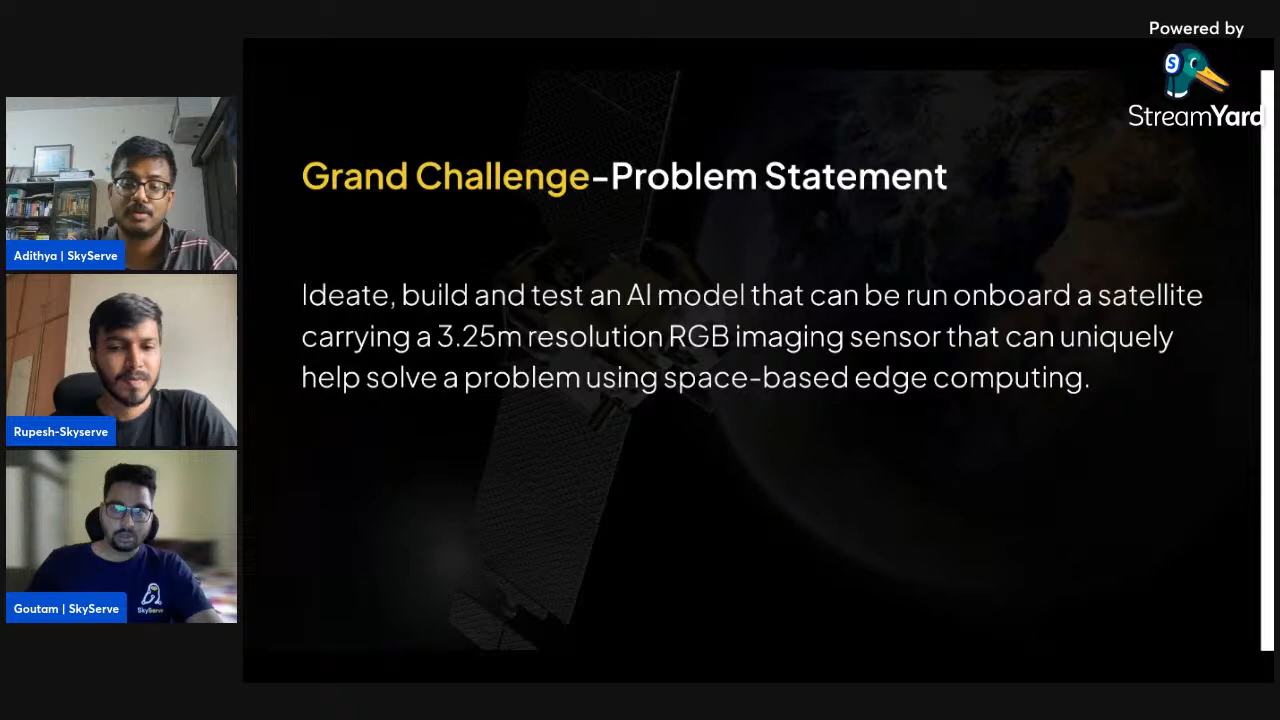 Powered by
S
StreamYard
Grand Challenge-Problem Statement
Ideate, build and test an AI model that can be run onboard a satellite
carrying a 3.25m resolution RGB imaging sensor that can uniquely
help solve a problem using space-based edge computing.
Adithya | SkyServe
Rupesh-Skyserve
SkyServe
Goutam | SkyServe